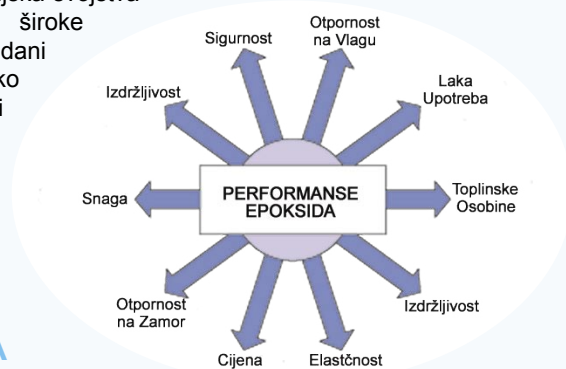 široke
dani
Sigurnost
Otpornost
na Vlagu
Izdržljivost
Laka
Upotreba
Snaga
PERFORMANSE
EPOKSIDA
Toplinske
Osobine
Otpornost
na Zamor
Izdržljivost
Cijena
Elastčnost